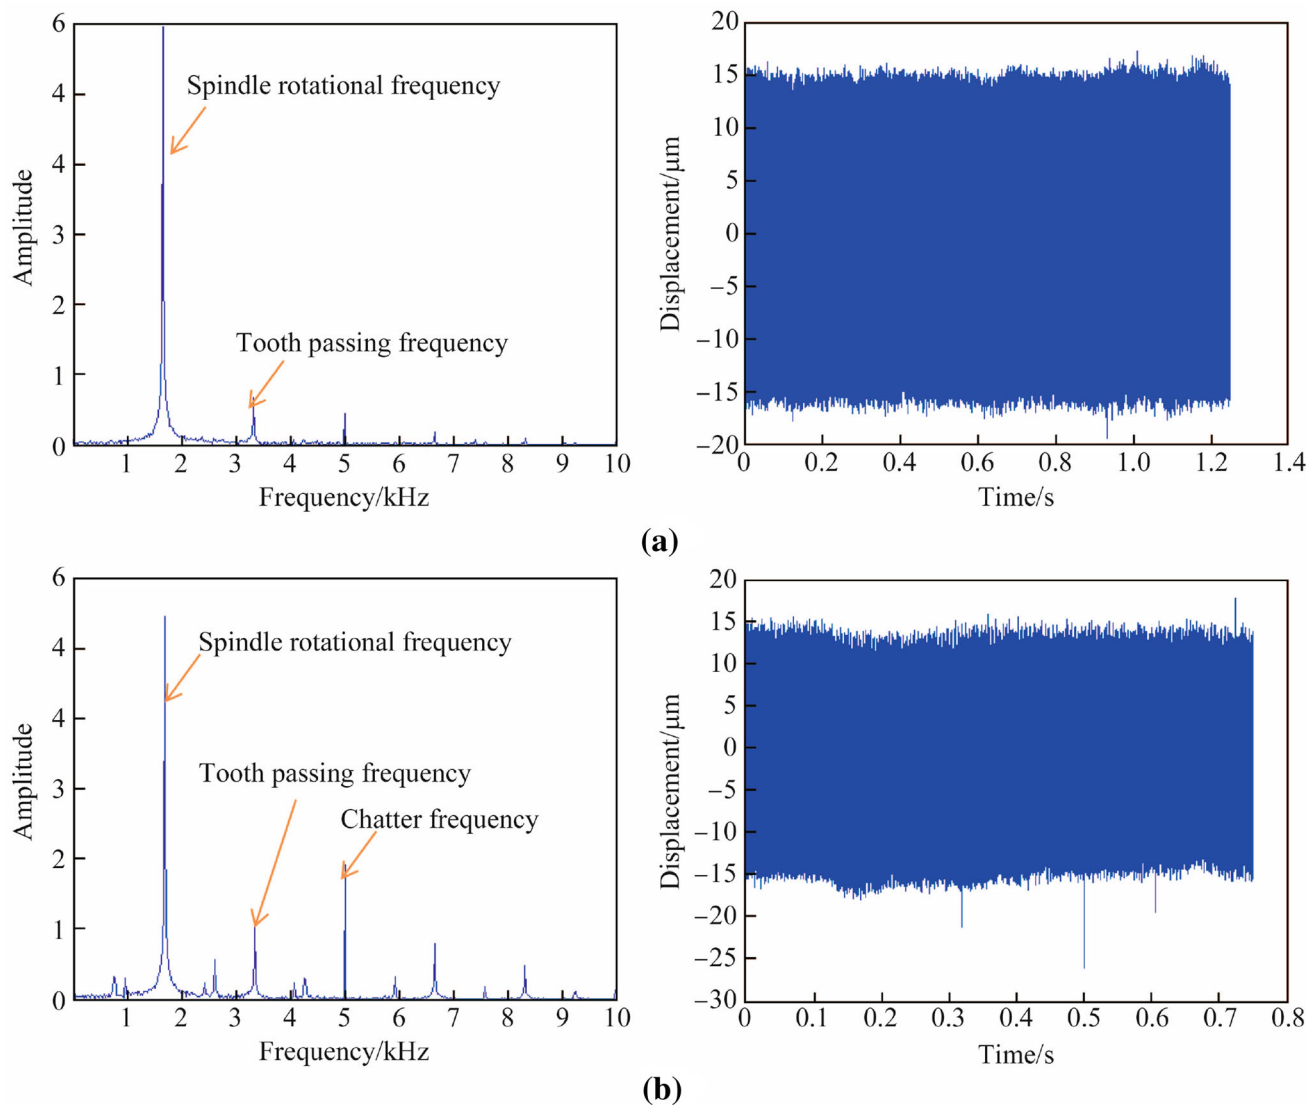 6
6
4
3
2
1
0
Amplitude
Spindle rotational frequency
Tooth passing frequency
1 2 3 4 5 6 7 8 9 10
Frequency/kHz
20
15
10
5
0
−5
−10
−15
−20
Displacement/μm
0 0.2 0.4 0.6 0.8 1.0 1.2 1.4
Time/s
(a)
6
4
4
3
2
1
0
Amplitude
Spindle rotational frequency
Tooth passing frequency
Chatter frequency
1 2 3 4 5 6 7 8 9 10
Frequency/kHz
20
15
10
5
0
−5
−10
−15
−20
−25
−30
Displacement/μm
0 0.1 0.2 0.3 0.4 0.5 0.6 0.7 0.8
Time/s
(b)